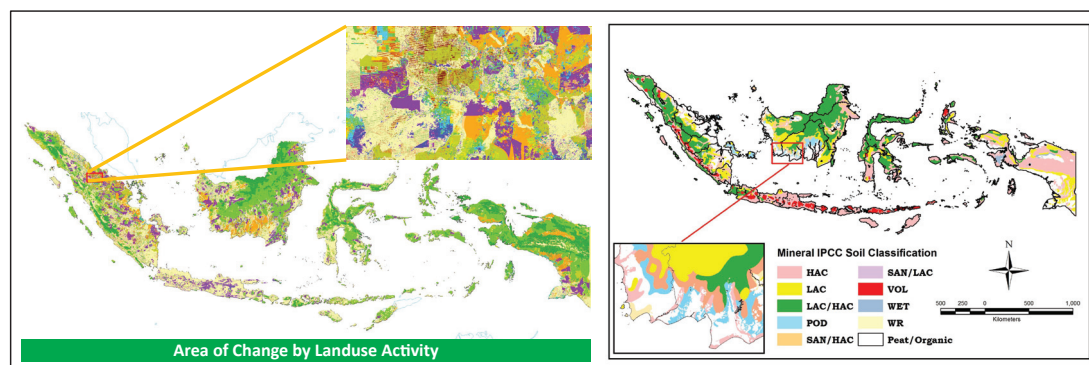 Area of Change by Landuse Activity
Mineral IPCC Soil Classification
HAC
LAC
LAC/HAC
POD
SAN/HAC
SAN/LAC
VOL
WET
WR
Peat/Organic
N
500 250 0 500 1,000
Kilometers